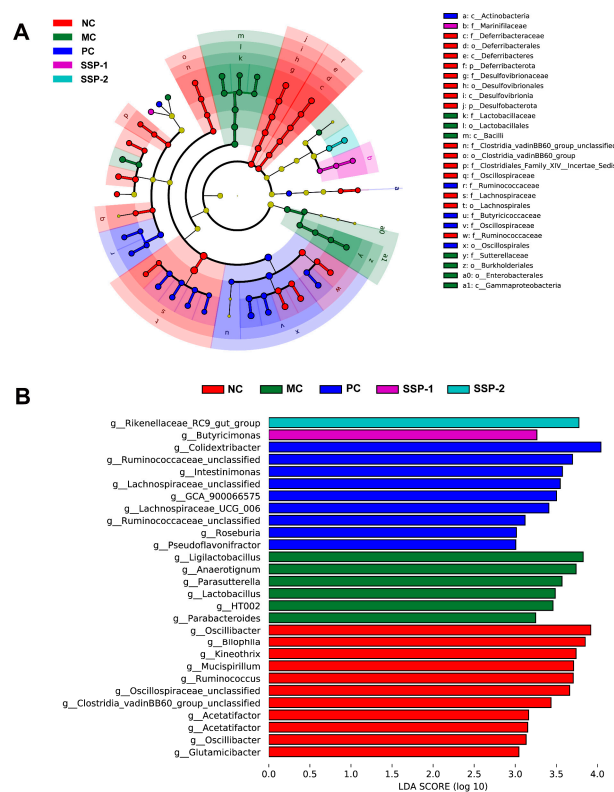 A
NC
MC
PC
SSP-1
SSP-2
a: c__Actinobacteria
b: f__Marinifilaceae
c: f__Deferribacteraceae
d: o__Deferribacterales
e: c__Deferribacteres
f: p__Deferribacterota
g: f__Desulfovibrionaceae
h: o__Desulfovibrionales
i: c__Desulfovibrionia
j: p__Desulfobacterota
k: f__Lactobacillaceae
l: o__Lactobacillales
m: c__Bacilli
n: f__Clostridia_vadinBB60_group_unclassified
o: o__Clostridia_vadinBB60_group
p: f__Clostridiales_Family_XIV__Incertae_Sedis
q: f__Oscillospiraceae
r: f__Ruminococcaceae
s: f__Lachnospiraceae
t: o__Lachnospirales
u: f__Butyricicoccaceae
v: f__Oscillospiraceae
w: f__Ruminococcaceae
x: o__Oscillospirales
y: f__Sutterellaceae
z: o__Burkholderiales
a0: o__Enterobacterales
a1: c__Gammaproteobacteria
m
l
k
j
i
h
g
f
e
d
c
o
n
p
b
a
q
r
s
t
u
v
x
w
y
z
a0
a1
B
NC MC PC SSP-1 SSP-2
g__Rikenellaceae_RC9_gut_group
g__Butyricimonas
g__Colidextribacter
g__Ruminococcaceae_unclassified
g__Intestinimonas
g__Lachnospiraceae_unclassified
g__GCA_900066575
g__Lachnospiraceae_UCG_006
g__Ruminococcaceae_unclassified
g__Roseburia
g__Pseudoflavonifractor
g__Ligilactobacillus
g__Anaerotignum
g__Parasutterella
g__Lactobacillus
g__HT002
g__Parabacteroides
g__Oscillibacter
g__Bilophila
g__Kineothrix
g__Mucispirillum
g__Ruminococcus
g__Oscillospiraceae_unclassified
g__Clostridia_vadinBB60_group_unclassified
g__Acetatifactor
g__Acetatifactor
g__Oscillibacter
g__Glutamicibacter
0.0 0.5 1.0 1.5 2.0 2.5 3.0 3.5 4.0
LDA SCORE (log 10)